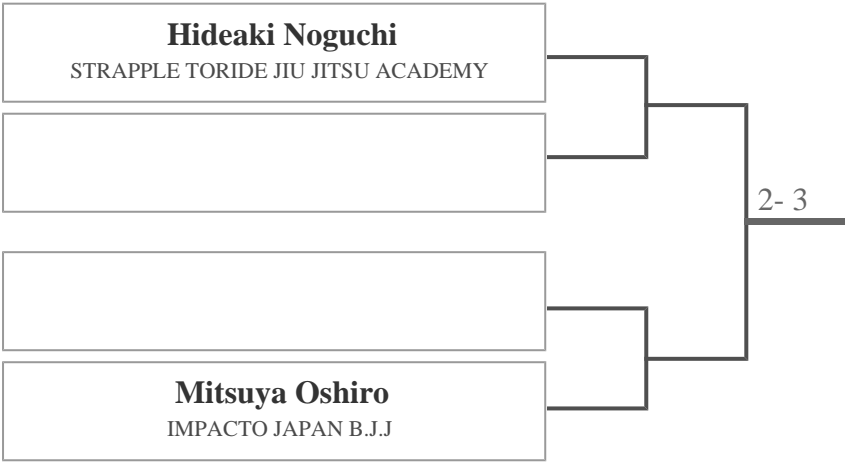 Hideaki Noguchi
STRAPPLE TORIDE JIU JITSU ACADEMY
2- 3
Mitsuya Oshiro
IMPACTO JAPAN B.J.J